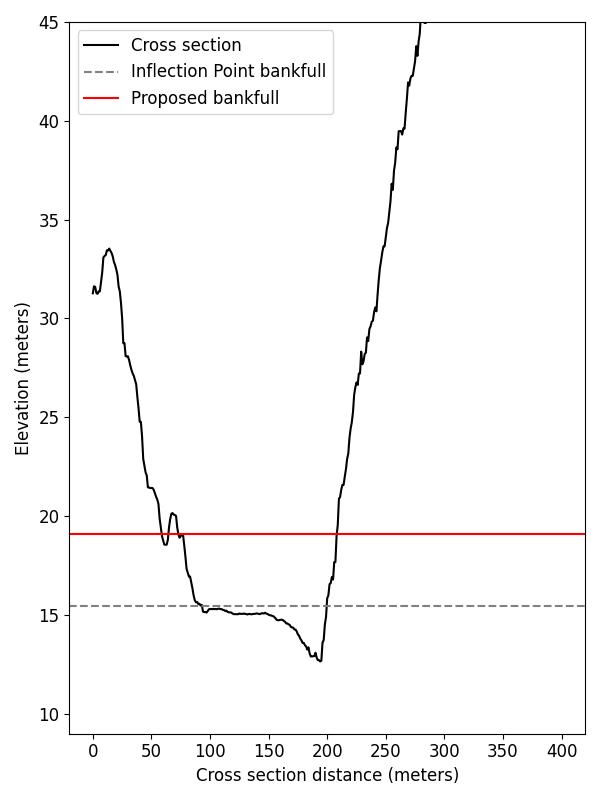 Cross section
Inflection Point bankfull
Proposed bankfull
45
40
35
30
25
20
15
10
Elevation (meters)
0 50 100 150 200 250 300 350 400
Cross section distance (meters)